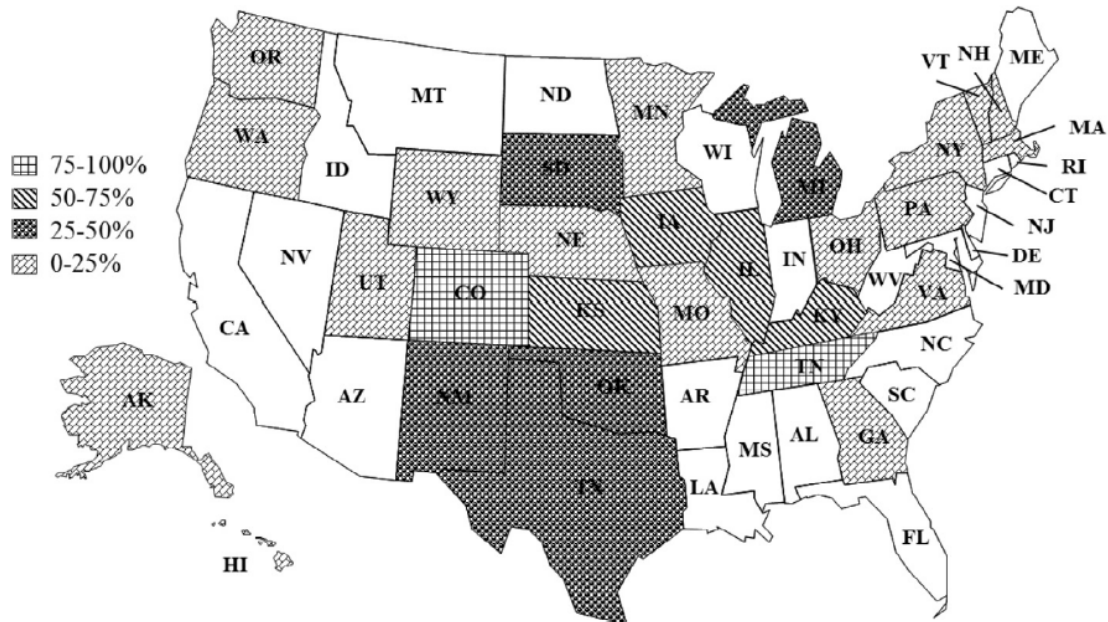 OR
WA
MT
ID
ND
MN
SD
WY
WI
MI
VT
NH
ME
NY
MA
RI
CT
NJ
PA
DE
MD
75-100%
50-75%
25-50%
0-25%
NV
UT
CA
CO
NE
IA
KS
MO
IL
IN
OH
WV
VA
KY
TN
NC
SC
AZ
NM
OK
AR
TN
MS
AL
GA
LA
FL
AK
HI